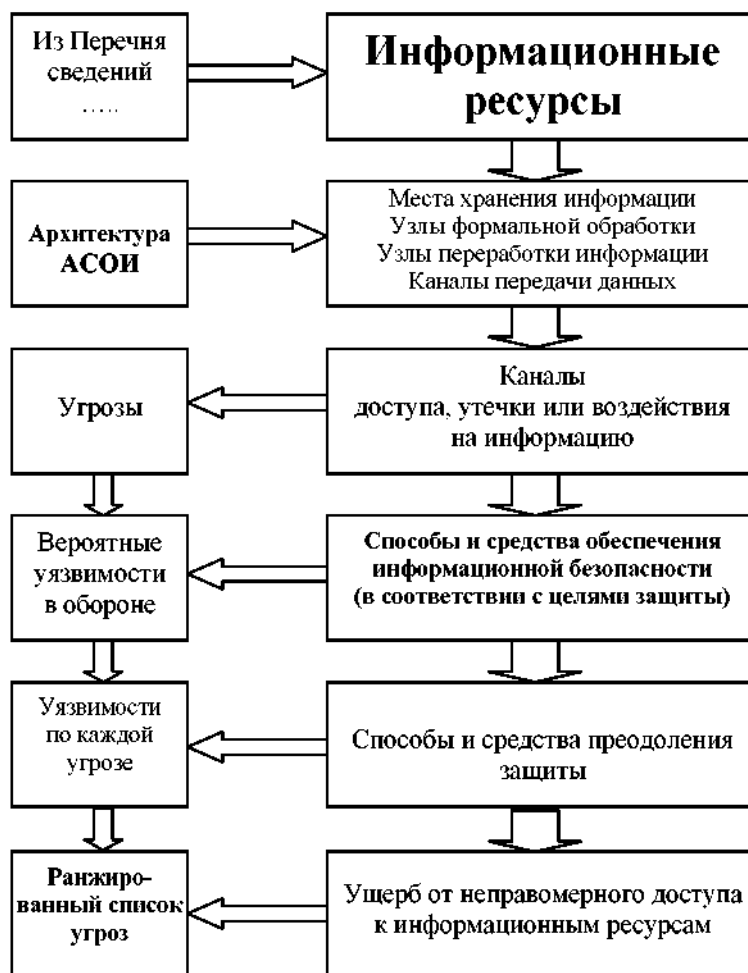 Из Перечня
сведений
.....
Информационные
ресурсы
Архитектура
АСОИ
Места хранения информации
Узлы формальной обработки
Узлы переработки информации
Каналы передачи данных
Угрозы
Каналы
доступа, утечки или воздействия
на информацию
Вероятные
уязвимости
в обороне
Способы и средства обеспечения
информационной безопасности
(в соответствии с целями защиты)
Уязвимости
по каждой
угрозе
Способы и средства преодоления
защиты
Ранжиро-
ванный список
угроз
Ущерб от неправомерного доступа
к информационным ресурсам